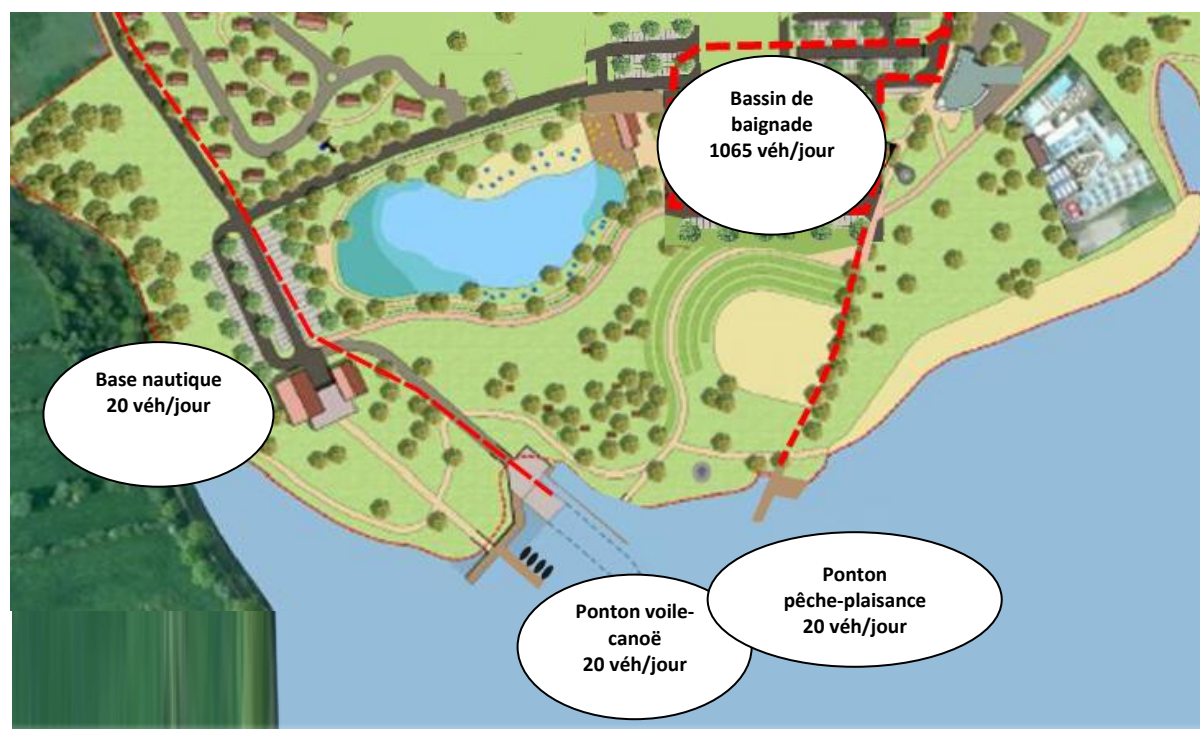 Bassin de
baignade
1065 véh/jour
Base nautique
20 véh/jour
Ponton voile-
canoë
20 véh/jour
Ponton
pêche-plaisance
20 véh/jour